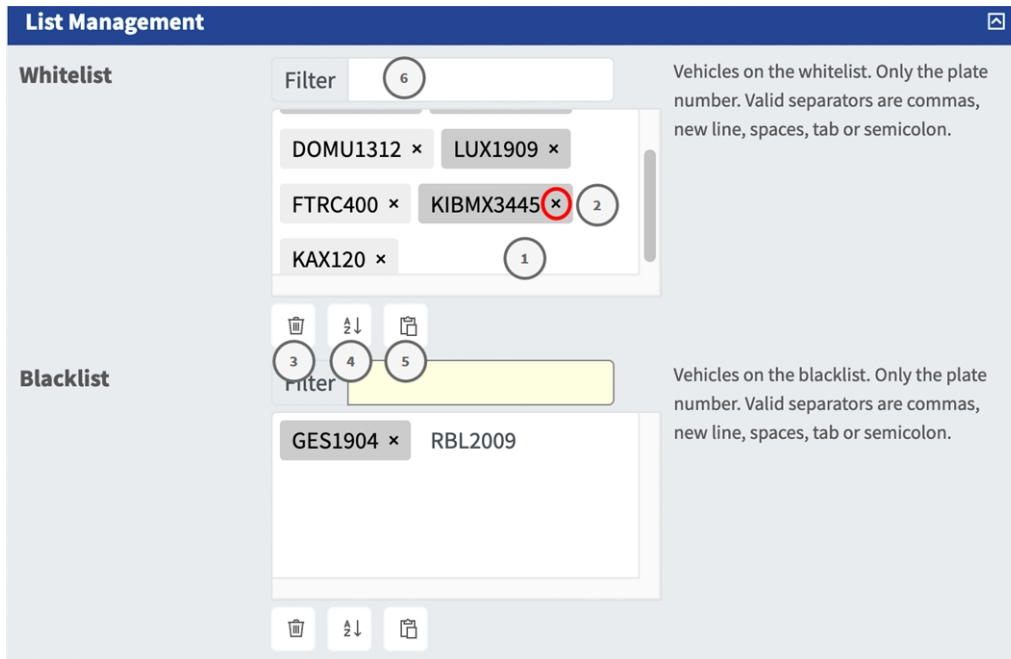 List Management
Whitelist
Filter
6
Vehicles on the whitelist. Only the plate
number. Valid separators are commas,
new line, spaces, tab or semicolon.
DOMU1312 × LUX1909 ×
FTRC400 × KIBMX3445 × 2
KAX120 × 1
3 4 5
Blacklist
Filter
Vehicles on the blacklist. Only the plate
number. Valid separators are commas,
new line, spaces, tab or semicolon.
GES1904 × RBL2009